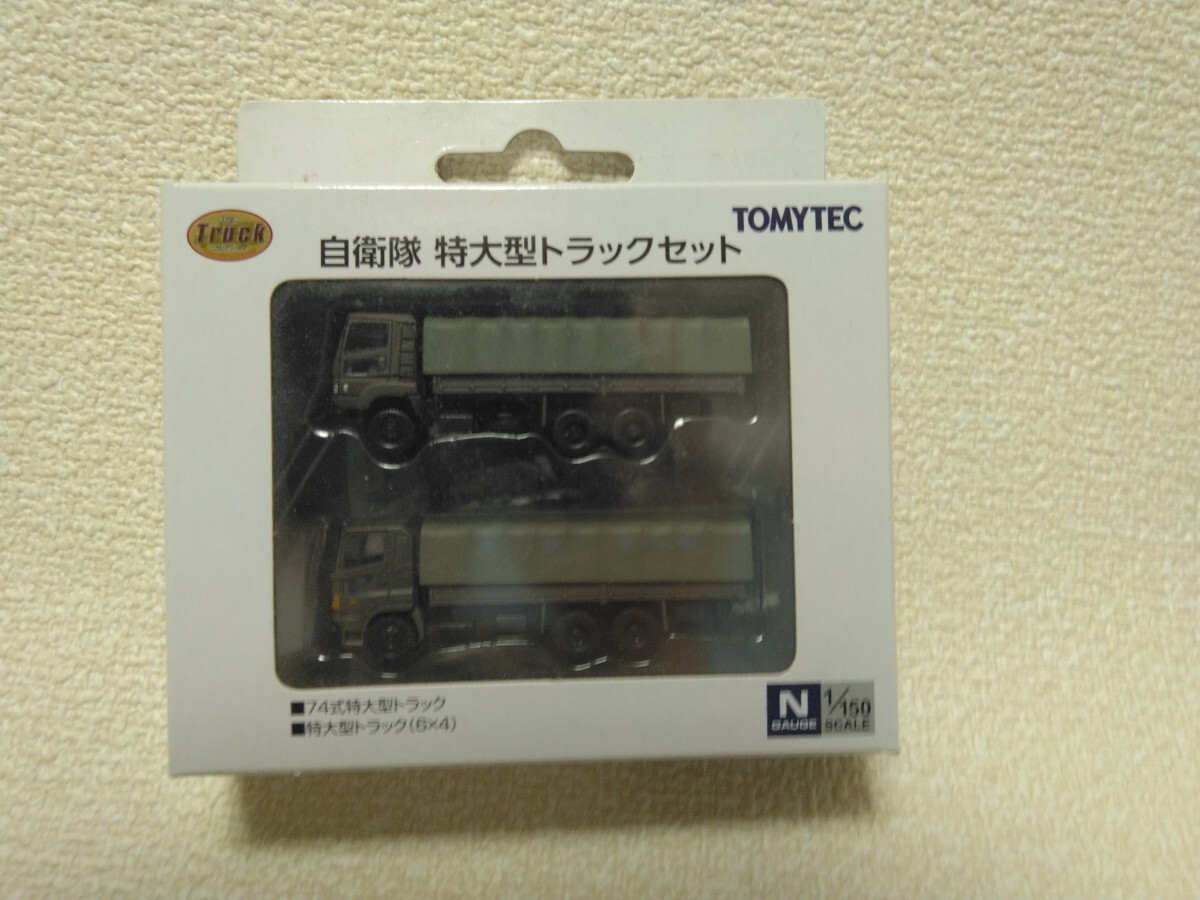 Truck
TOMYTEC
自衛隊 特大型トラックセット
■74式特大型トラック
■特大型トラック(6×4)
N GAUGE
1/150 SCALE